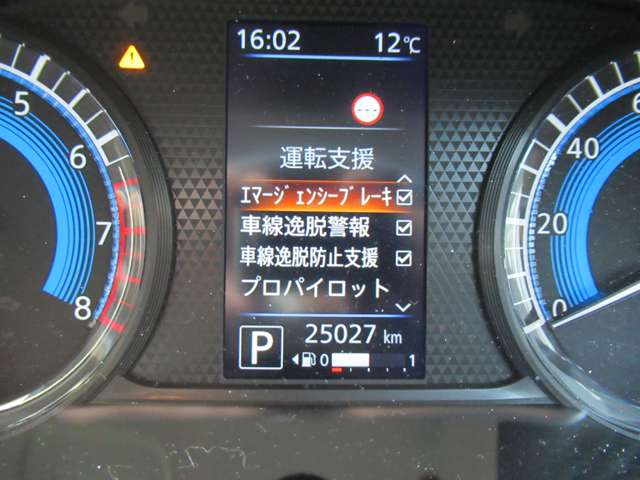 16:02 12℃
運転支援
ｴﾏｰｼﾞｪﾝｼｰﾌﾞﾚｰｷ
車線逸脱警報
車線逸脱防止支援
プロパイロット
P 25027 km
0 1
5
6
7
8
40
20
0